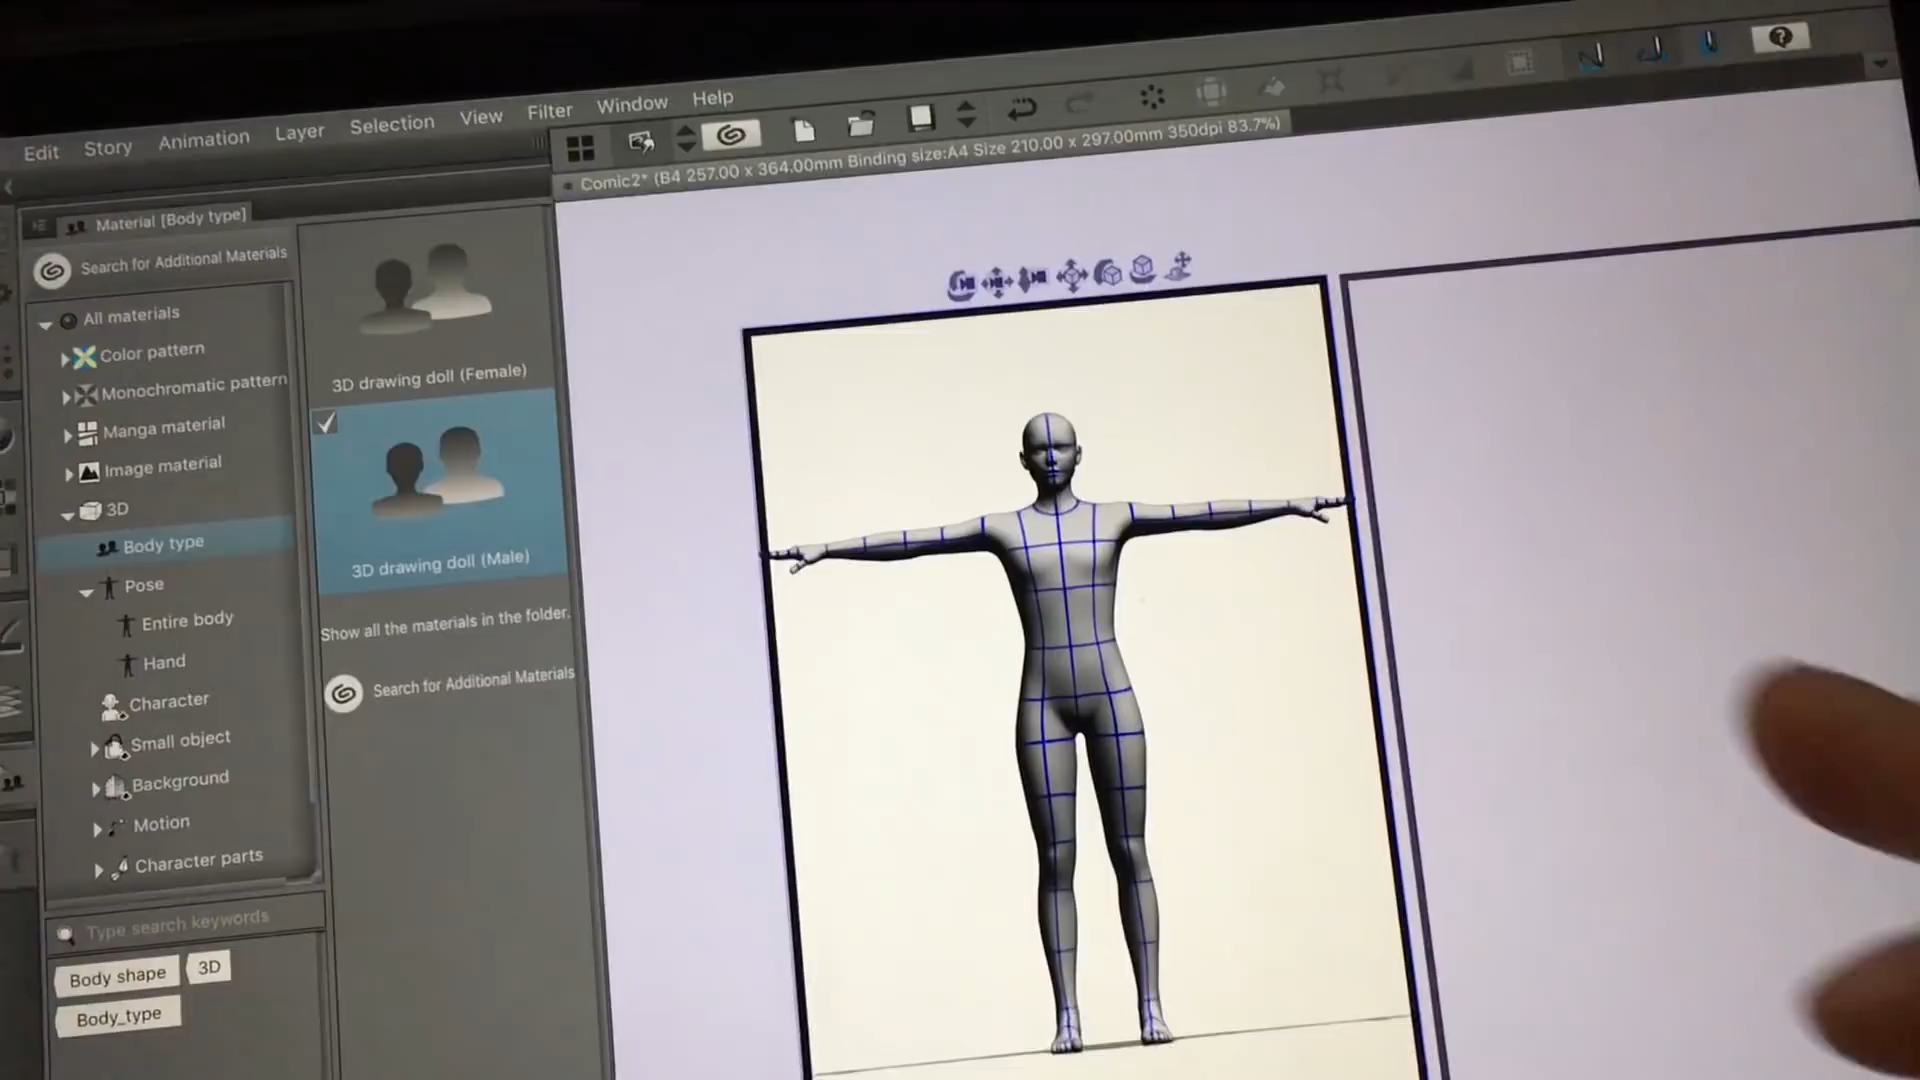 Edit Story Animation Layer Selection View Filter Window Help
Comic2* (B4 257.00 x 364.00mm Binding size:A4 Size 210.00 x 297.00mm 350dpi 83.7%)
Material [Body type]
Search for Additional Materials
All materials
Color pattern
Monochromatic pattern
Manga material
Image material
3D
Body type
Pose
Entire body
Hand
Character
Small object
Background
Motion
Character parts
Type search keywords
Body shape
3D
Body_type
3D drawing doll (Female)
3D drawing doll (Male)
Show all the materials in the folder.
Search for Additional Materials